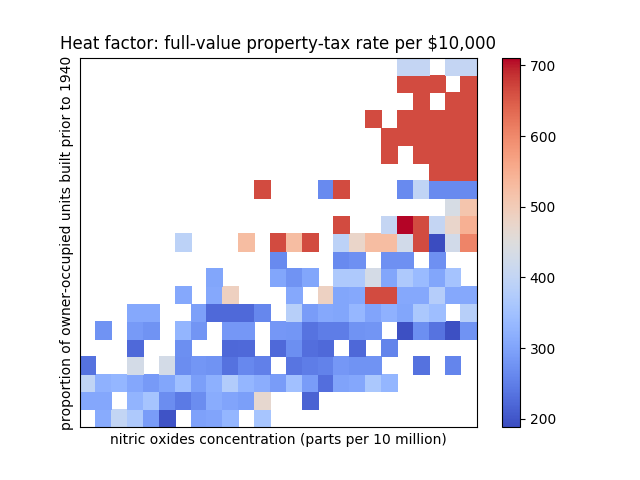 Heat factor: full-value property-tax rate per $10,000
proportion of owner-occupied units built prior to 1940
nitric oxides concentration (parts per 10 million)
700
600
500
400
300
200